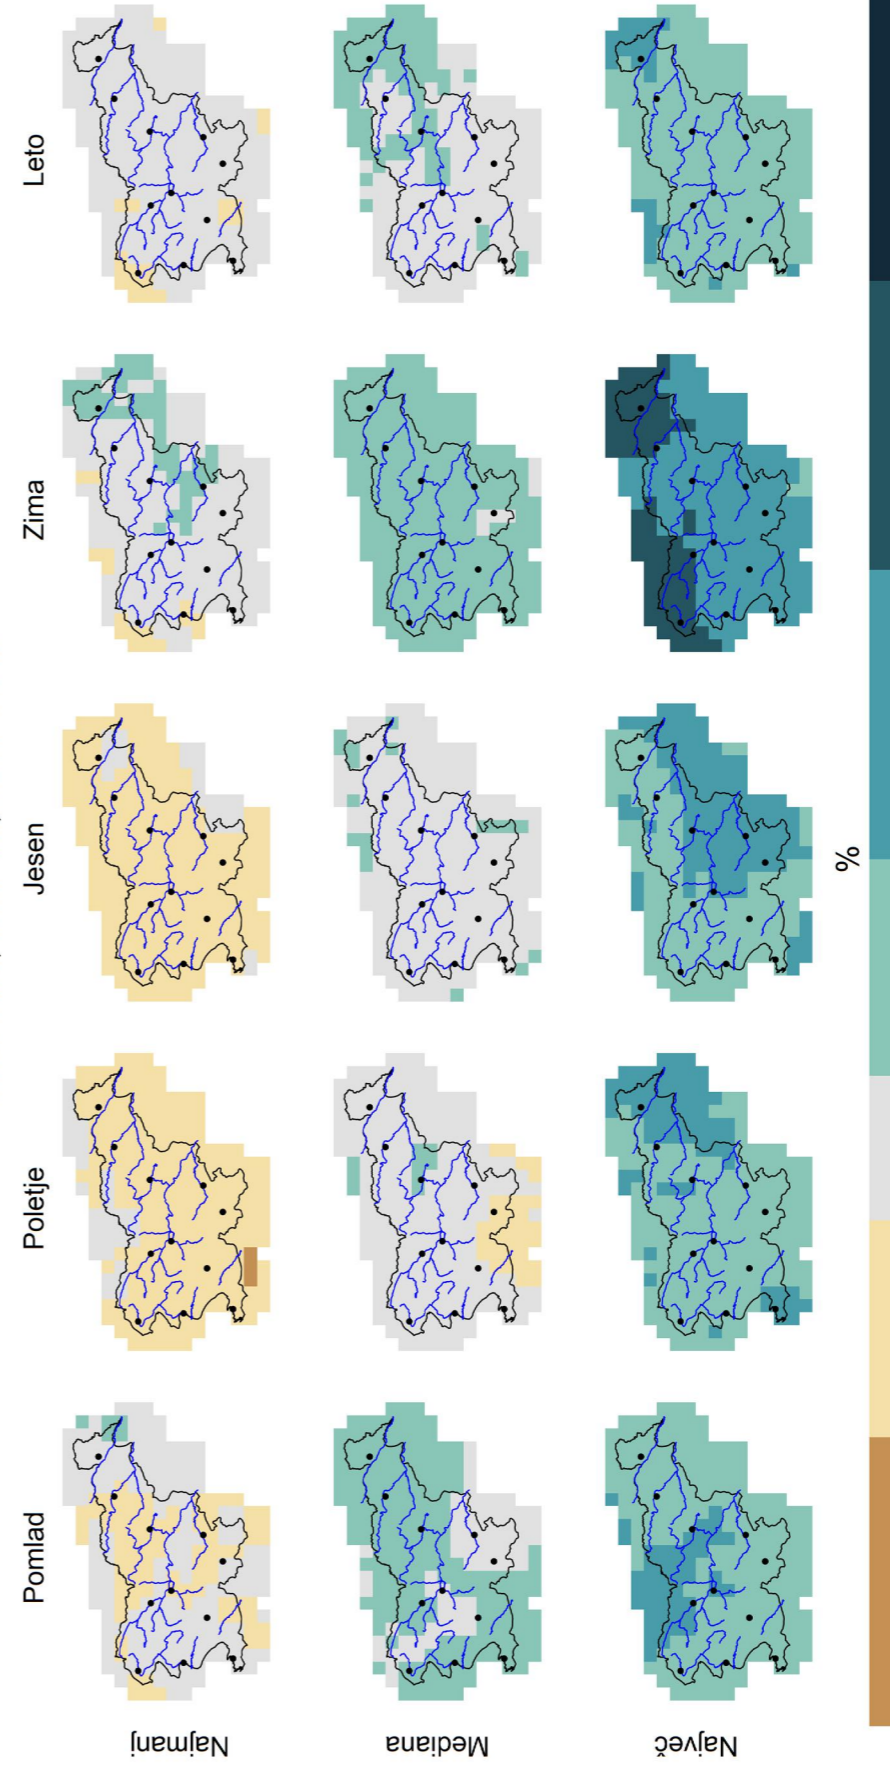 Pomlad
Poletje
Jesen
Zima
Leto
Najmanj
Mediana
Največ
%